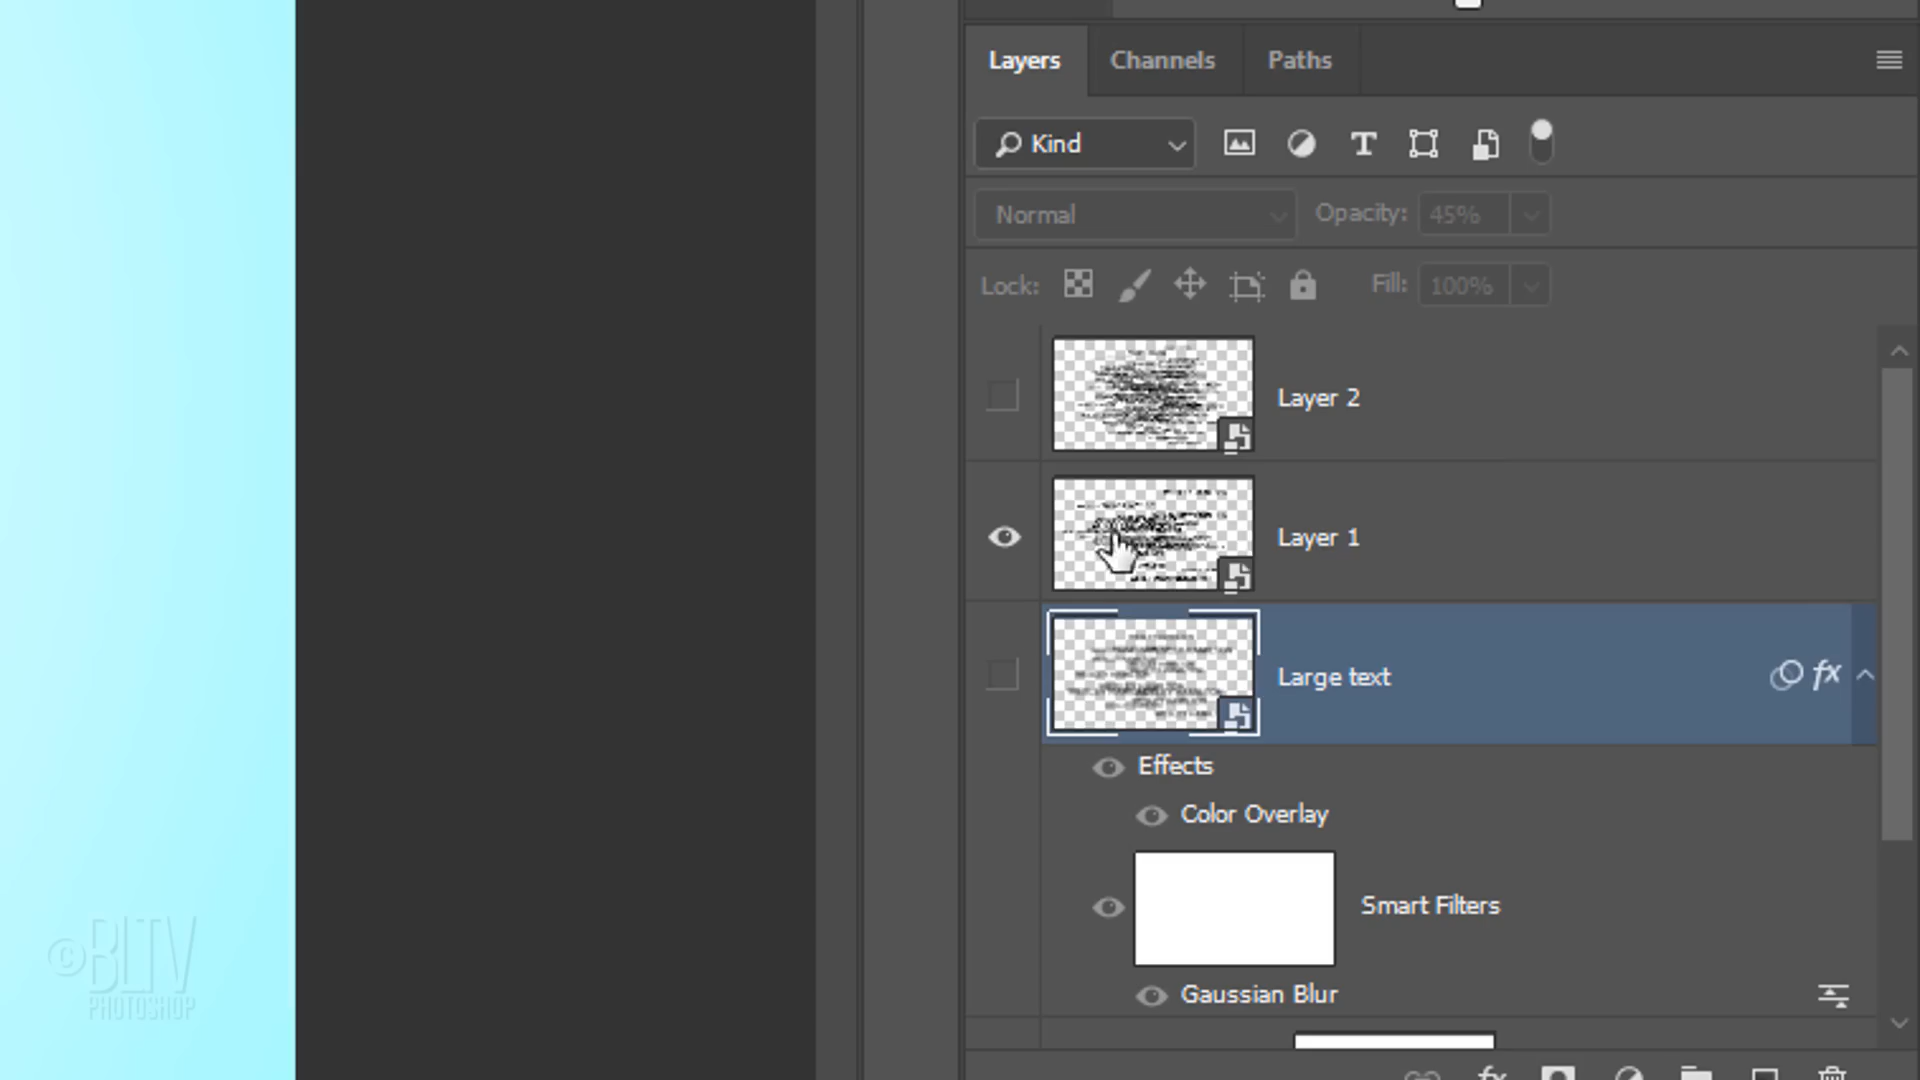 Layers Channels Paths
Kind
Normal Opacity: 45%
Lock: Fill: 100%
Layer 2
Layer 1
Large text fx
Effects
Color Overlay
Smart Filters
Gaussian Blur
fx
©BLTV
PHOTOSHOP